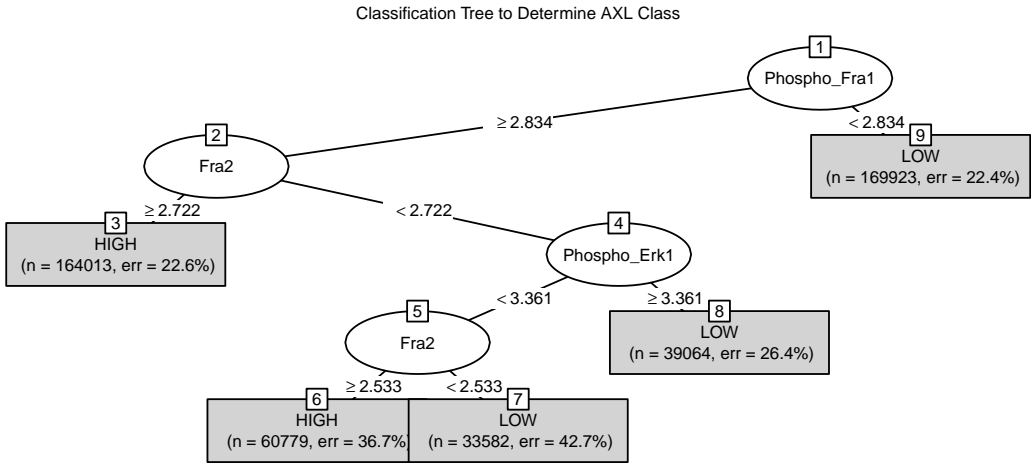 Classification Tree to Determine AXL Class
1
Phospho_Fra1
≥ 2.834
< 2.834
2
Fra2
9
LOW
(n = 169923, err = 22.4%)
≥ 2.722
< 2.722
3
HIGH
(n = 164013, err = 22.6%)
4
Phospho_Erk1
< 3.361
≥ 3.361
5
Fra2
8
LOW
(n = 39064, err = 26.4%)
≥ 2.533
< 2.533
6
HIGH
(n = 60779, err = 36.7%)
7
LOW
(n = 33582, err = 42.7%)